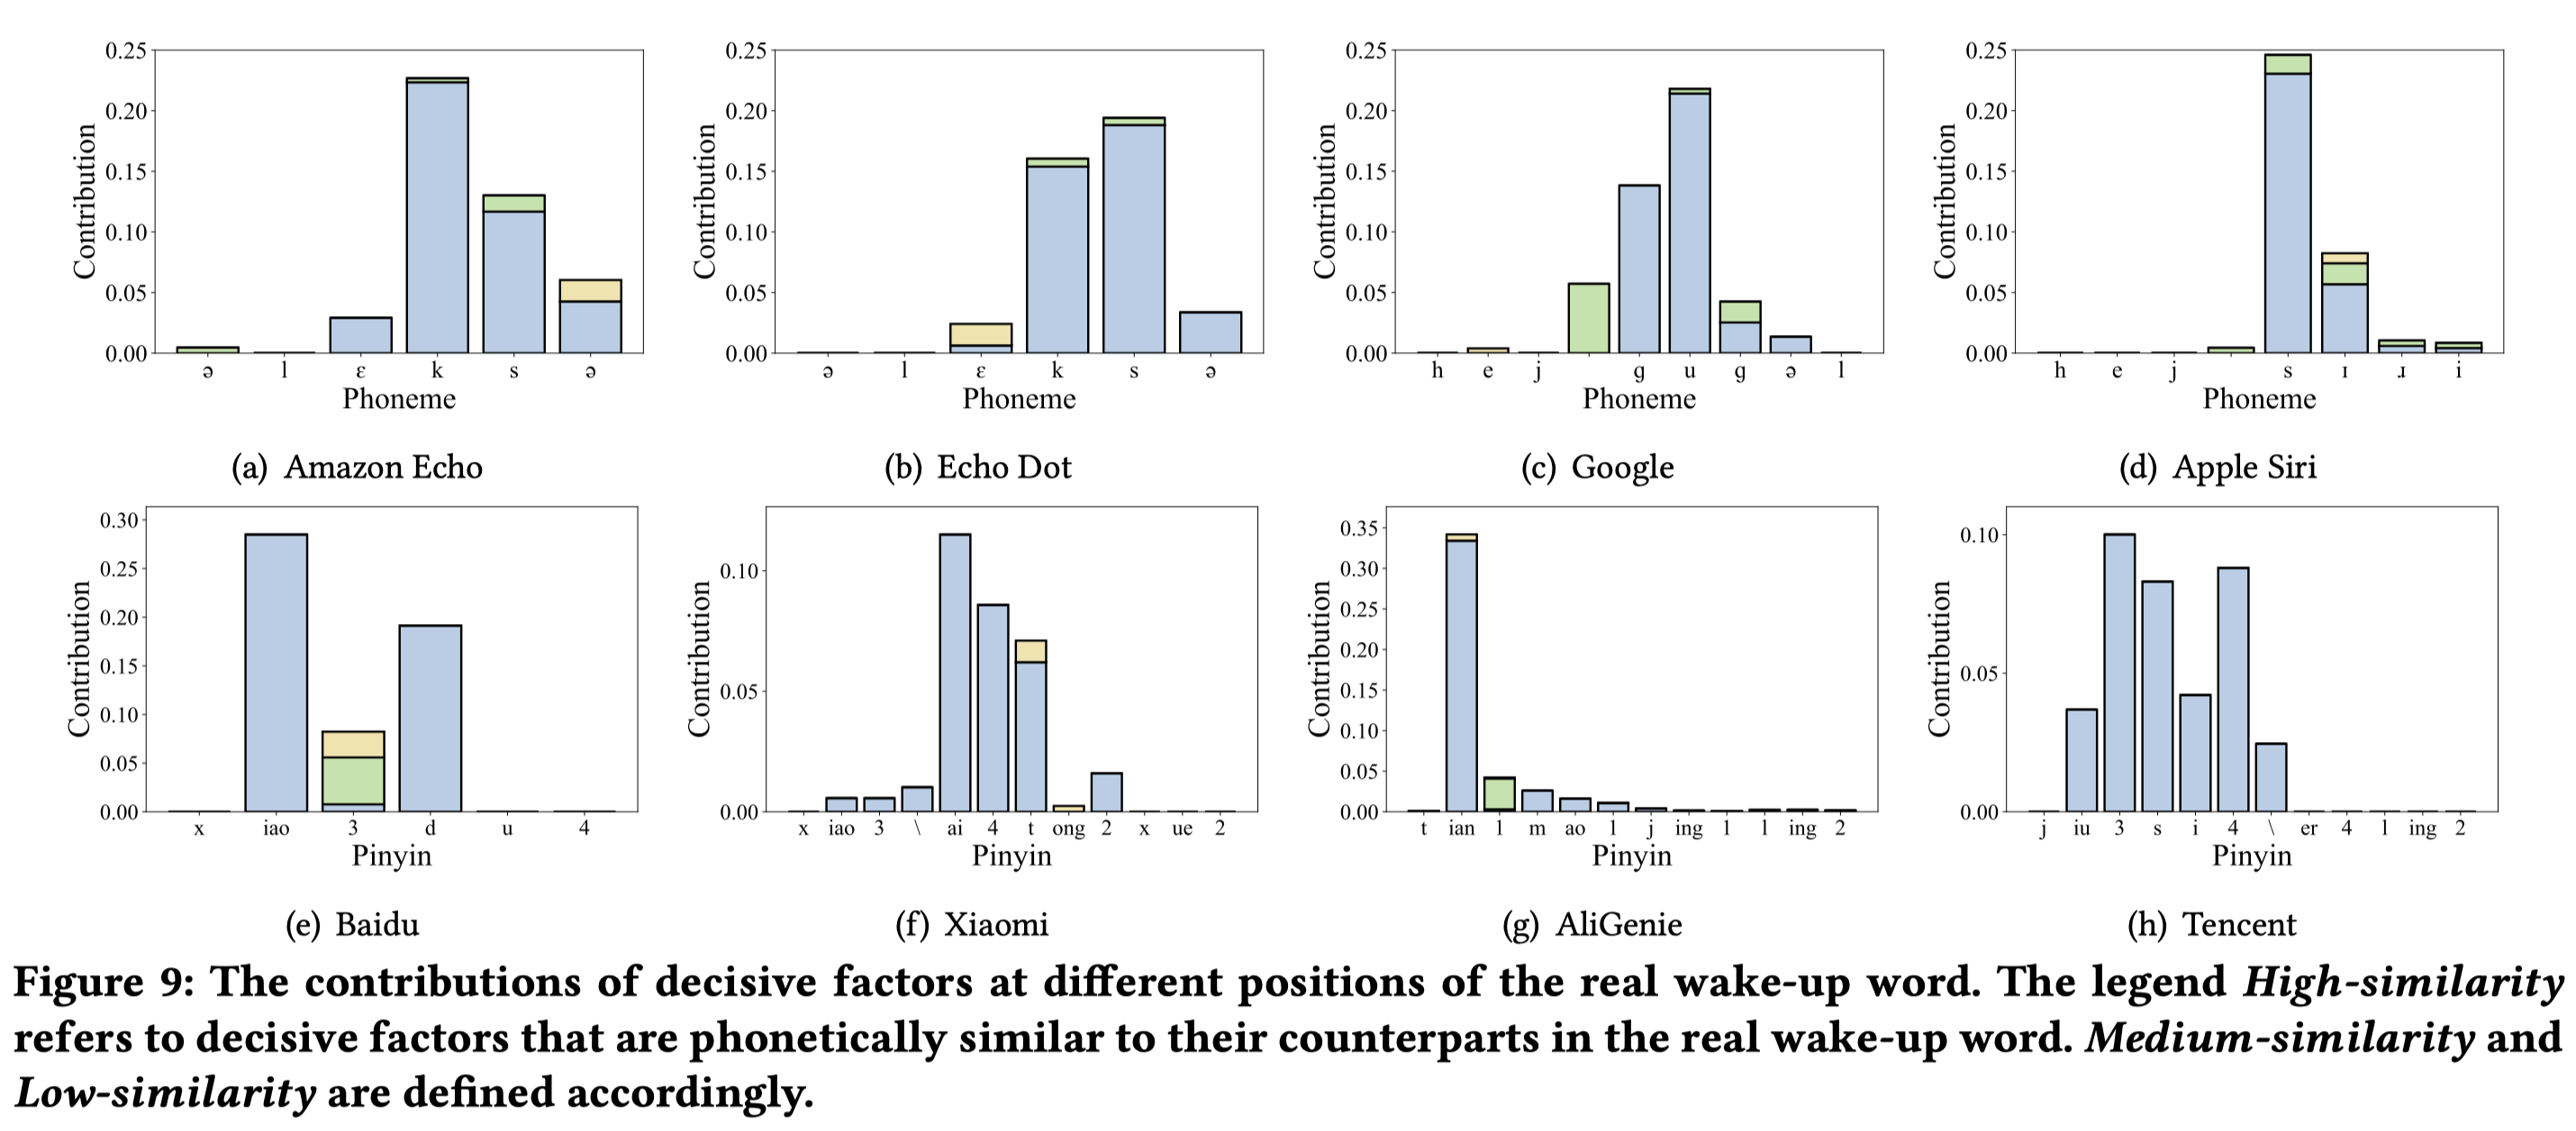 0.25 0.25 0.25 0.25
0.20 0.20 0.20 0.20
0.15 0.15 0.15 0.15
0.10 0.10 0.10 0.10
0.05 0.05 0.05 0.05
0.00 0.00 0.00 0.00
Contribution Contribution Contribution Contribution
ə l ɛ k s ə ə l ɛ k s ə h e j g u g ə l h e j s ɪ ɹ i
Phoneme Phoneme Phoneme Phoneme
(a) Amazon Echo (b) Echo Dot (c) Google (d) Apple Siri
0.30
0.25
0.20
0.15
0.10
0.05
0.00
Contribution
x iao 3 d u 4
Pinyin
(e) Baidu
0.10
0.05
0.00
Contribution
x iao 3 \ ai 4 t ong 2 x ue 2
Pinyin
(f) Xiaomi
0.35
0.30
0.25
0.20
0.15
0.10
0.05
0.00
Contribution
t ian 1 m ao 1 j ing 1 l ing 2
Pinyin
(g) AliGenie
0.10
0.05
0.00
Contribution
j iu 3 s i 4 \ er 4 l ing 2
Pinyin
(h) Tencent
Figure 9: The contributions of decisive factors at different positions of the real wake-up word. The legend High-similarity
refers to decisive factors that are phonetically similar to their counterparts in the real wake-up word. Medium-similarity and
Low-similarity are defined accordingly.